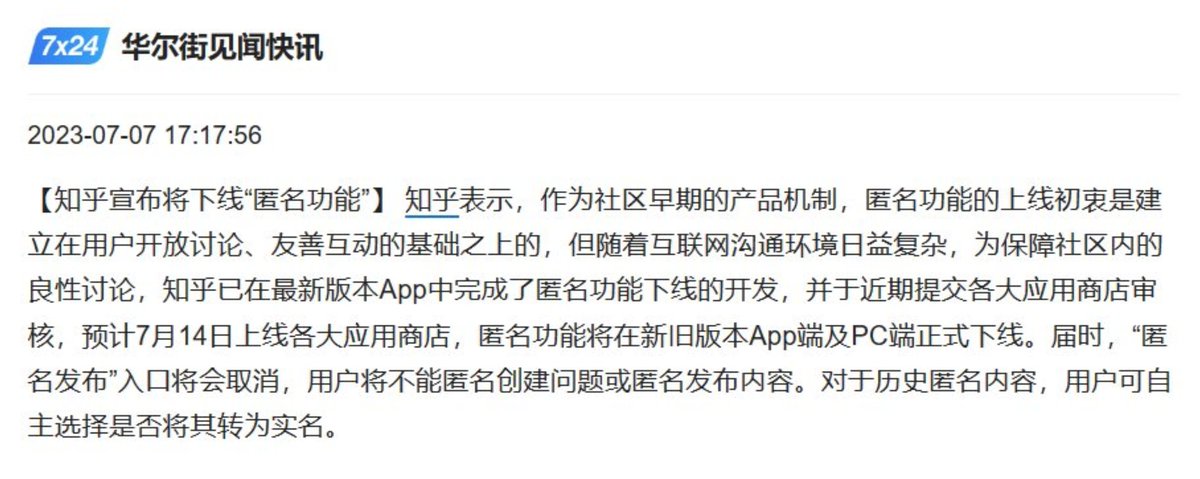 7x24 华尔街见闻快讯
2023-07-07 17:17:56
【知乎宣布将下线“匿名功能”】 知乎表示，作为社区早期的产品机制，匿名功能的上线初衷是建
立在用户开放讨论、友善互动的基础之上的，但随着互联网沟通环境日益复杂，为保障社区内的
良性讨论，知乎已在最新版本App中完成了匿名功能下线的开发，并于近期提交各大应用商店审
核，预计7月14日上线各大应用商店，匿名功能将在新旧版本App端及PC端正式下线。届时，“匿
名发布”入口将会取消，用户将不能匿名创建问题或匿名发布内容。对于历史匿名内容，用户可自
主选择是否将其转为实名。